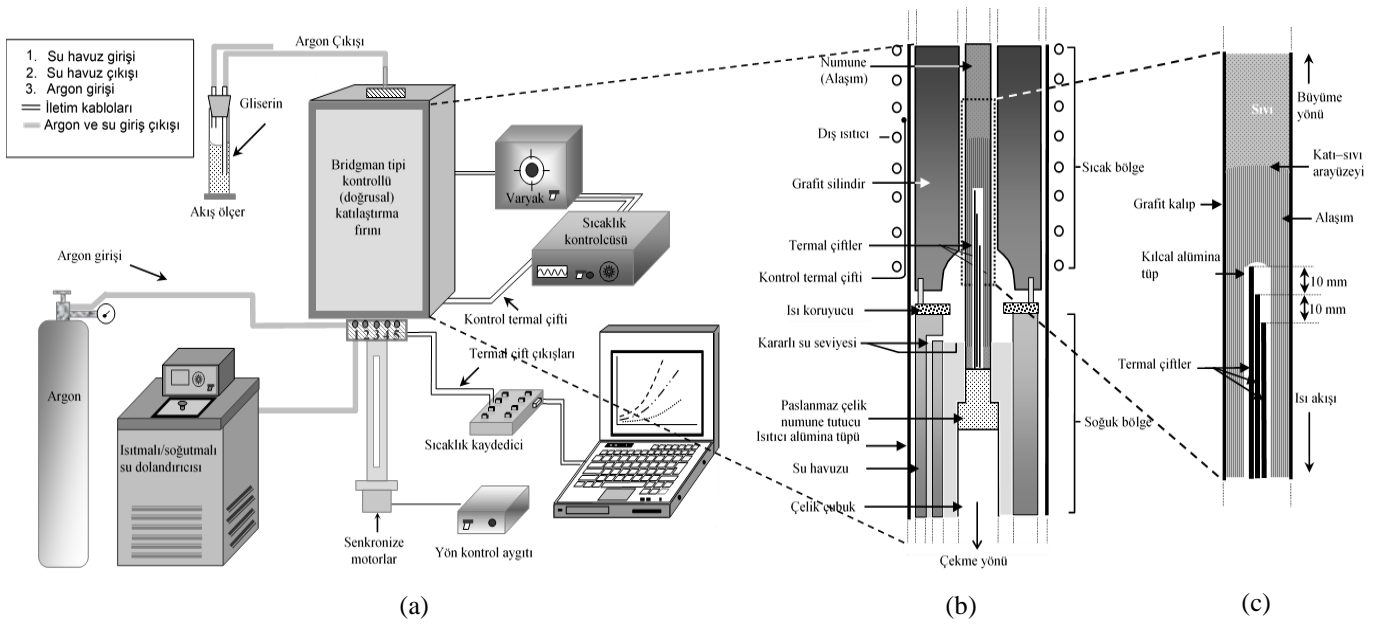 1. Su havuz girişi
2. Su havuz çıkışı
3. Argon girişi
İletim kabloları
Argon ve su giriş çıkışı
Argon Çıkışı
Gliserin
Akış ölçer
Bridgman tipi
kontrollü
(doğrusal)
katılaştırma
fırını
Varyak
Sıcaklık
kontrolcüsü
Kontrol termal çifti
Argon girişi
1 2 3 4 5
Termal çift çıkışları
Argon
Isıtmalı/soğutmalı
su dolandırıcısı
Sıcaklık kaydedici
Senkronize
motorlar
Yön kontrol aygıtı
(a)
Numune
(Alaşım)
Dış ısıtıcı
Grafit silindir
Termal çiftler
Kontrol termal çifti
Isı koruyucu
Kararlı su seviyesi
Paslanmaz çelik
numune tutucu
Isıtıcı alümina tüpü
Su havuzu
Çelik çubuk
Çekme yönü
Sıcak bölge
Soğuk bölge
(b)
Sıvı
Büyüme
yönü
Katı–sıvı
arayüzeyi
Grafit kalıp
Alaşım
Kılcal alümina
tüp
10 mm
10 mm
Termal çiftler
Isı akışı
(c)